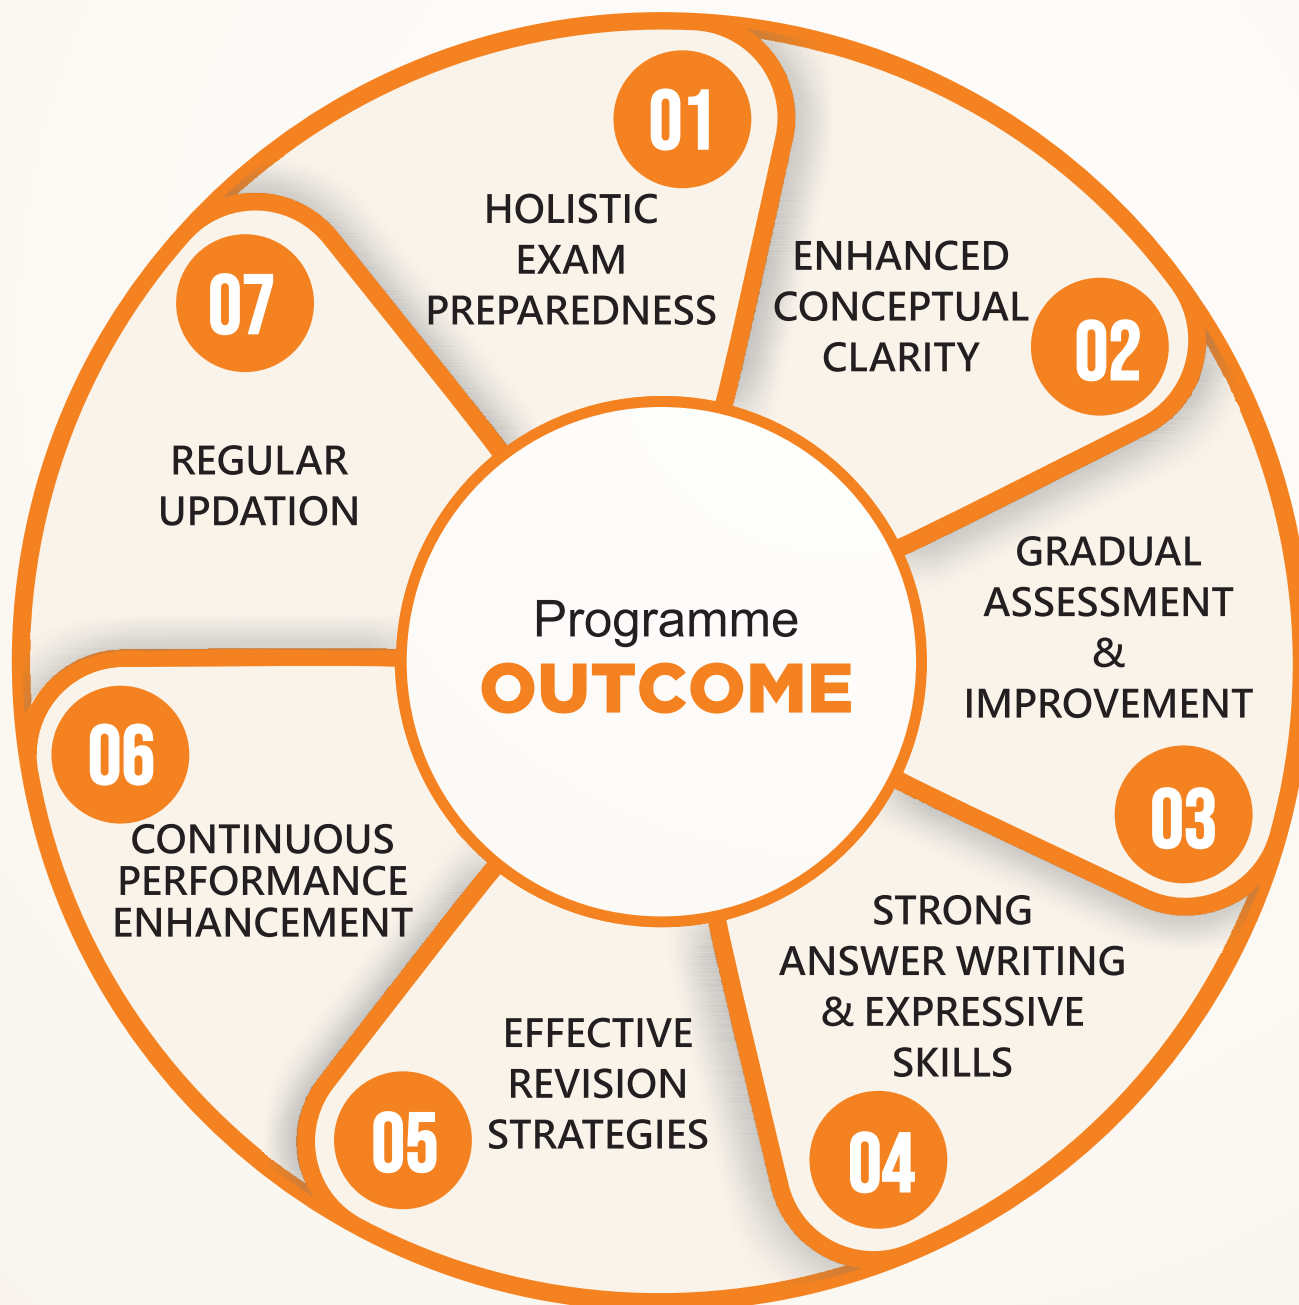 Programme
OUTCOME
01
HOLISTIC
EXAM
PREPAREDNESS
02
ENHANCED
CONCEPTUAL
CLARITY
03
GRADUAL
ASSESSMENT
&
IMPROVEMENT
04
STRONG
ANSWER WRITING
& EXPRESSIVE
SKILLS
05
EFFECTIVE
REVISION
STRATEGIES
06
CONTINUOUS
PERFORMANCE
ENHANCEMENT
07
REGULAR
UPDATION